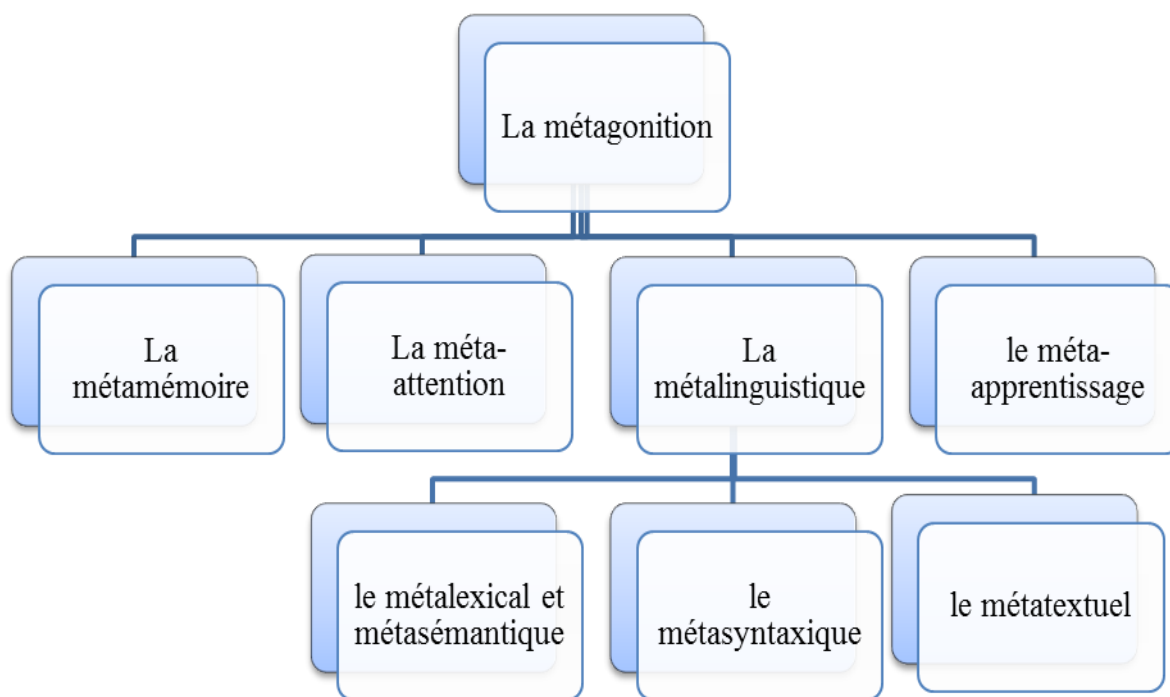 La métagonition
La
métamémoire
La méta-
attention
La
métalinguistique
le méta-
apprentissage
le métalexical et
métasémantique
le
métasyntaxique
le métatextuel